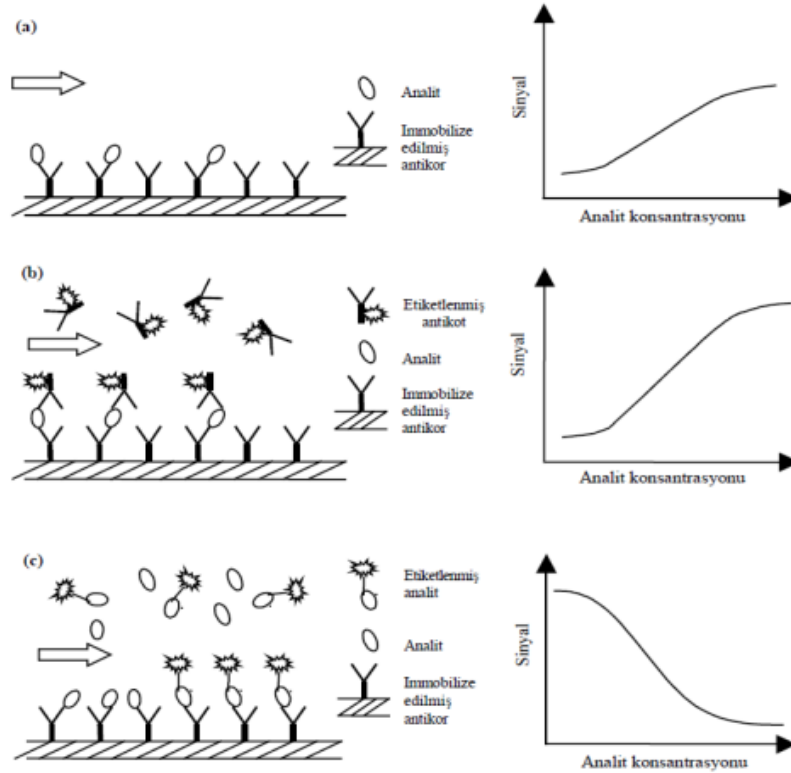 (a)
Analit
Immobilize
edilmiş
antikor
Sinyal
Analit konsantrasyonu
(b)
Etiketlenmiş
antikot
Analit
Immobilize
edilmiş
antikor
Sinyal
Analit konsantrasyonu
(c)
Etiketlenmiş
analit
Analit
Immobilize
edilmiş
antikor
Sinyal
Analit konsantrasyonu